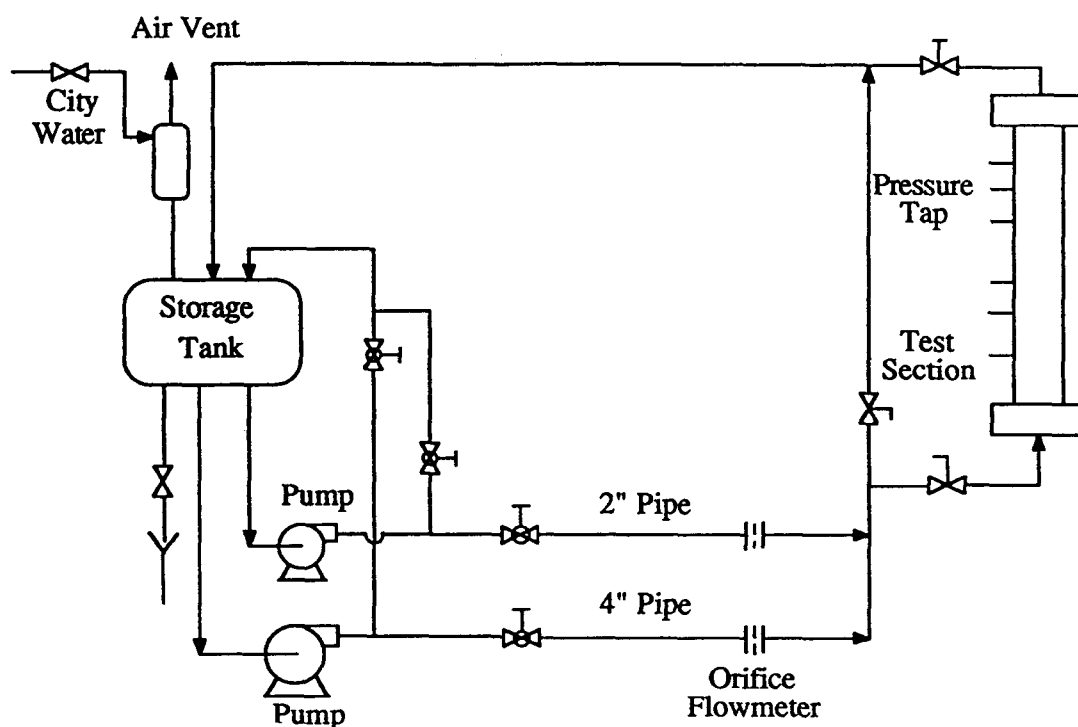 Air Vent
City
Water
Pressure
Tap
Storage
Tank
Test
Section
Pump
2" Pipe
4" Pipe
Orifice
Flowmeter
Pump